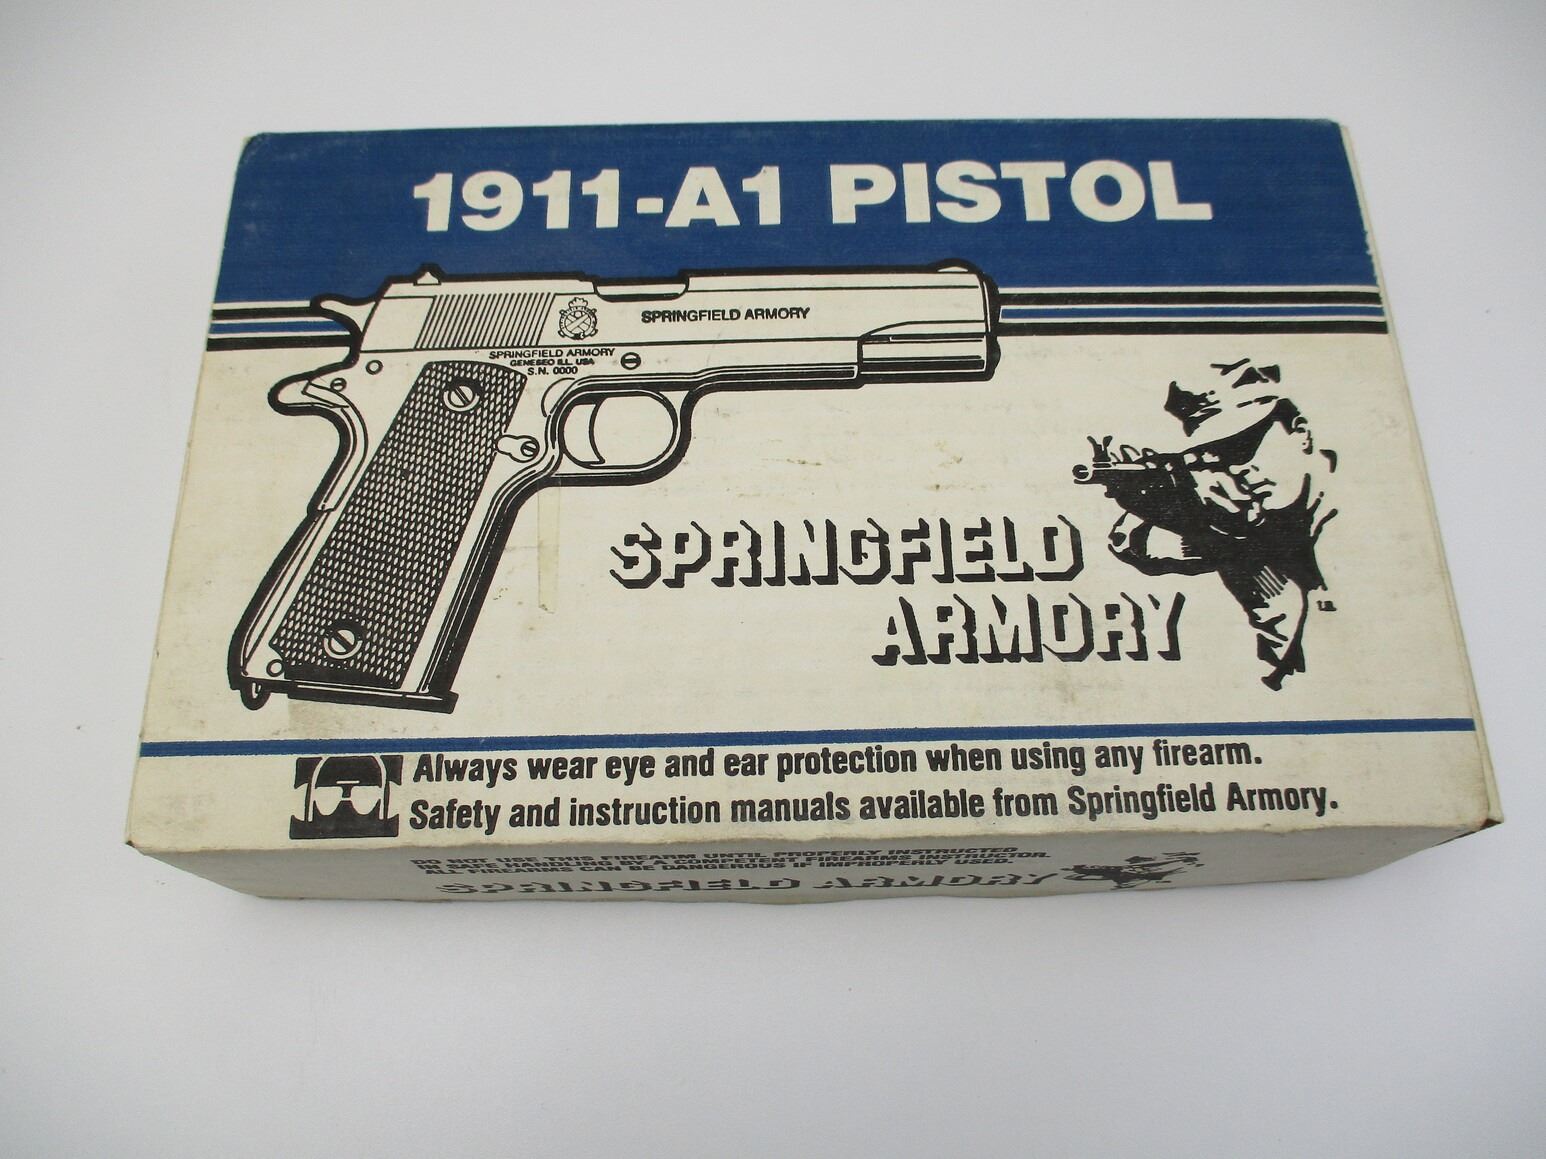 1911-A1 PISTOL
SPRINGFIELD ARMORY
SPRINGFIELD ARMORY
GENESEO ILL. USA
S.N. 0000
SPRINGFIELD
ARMORY
Always wear eye and ear protection when using any firearm.
Safety and instruction manuals available from Springfield Armory.
DO NOT USE THIS FIREARM UNTIL PROPERLY INSTRUCTED
IN SAFE HANDLING BY A COMPETENT FIREARMS INSTRUCTOR.
ALL FIREARMS CAN BE DANGEROUS IF IMPROPERLY USED.
SPRINGFIELD ARMORY